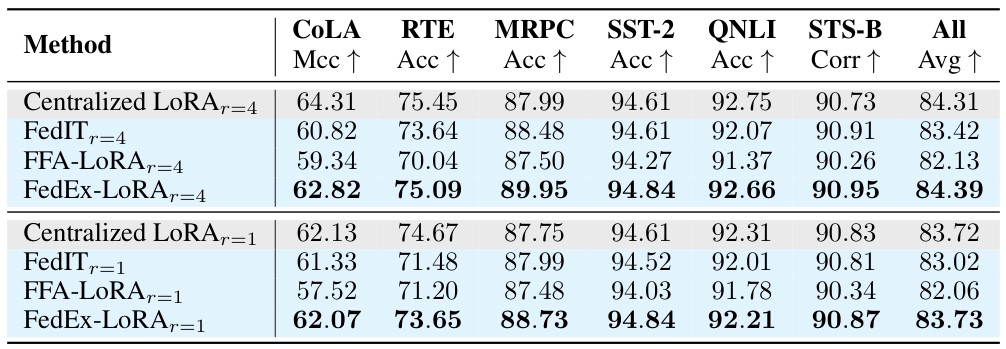 Method CoLA RTE MRPC SST-2 QNLI STS-B All
Mcc ↑ Acc ↑ Acc ↑ Acc ↑ Acc ↑ Corr ↑ Avg ↑
Centralized LoRA r=4 64.31 75.45 87.99 94.61 92.75 90.73 84.31
FedIT r=4 60.82 73.64 88.48 94.61 92.07 90.91 83.42
FFA-LoRA r=4 59.34 70.04 87.50 94.27 91.37 90.26 82.13
FedEx-LoRA r=4 62.82 75.09 89.95 94.84 92.66 90.95 84.39
Centralized LoRA r=1 62.13 74.67 87.75 94.61 92.31 90.83 83.72
FedIT r=1 61.33 71.48 87.99 94.52 92.01 90.81 83.02
FFA-LoRA r=1 57.52 71.20 87.48 94.03 91.78 90.34 82.06
FedEx-LoRA r=1 62.07 73.65 88.73 94.84 92.21 90.87 83.73